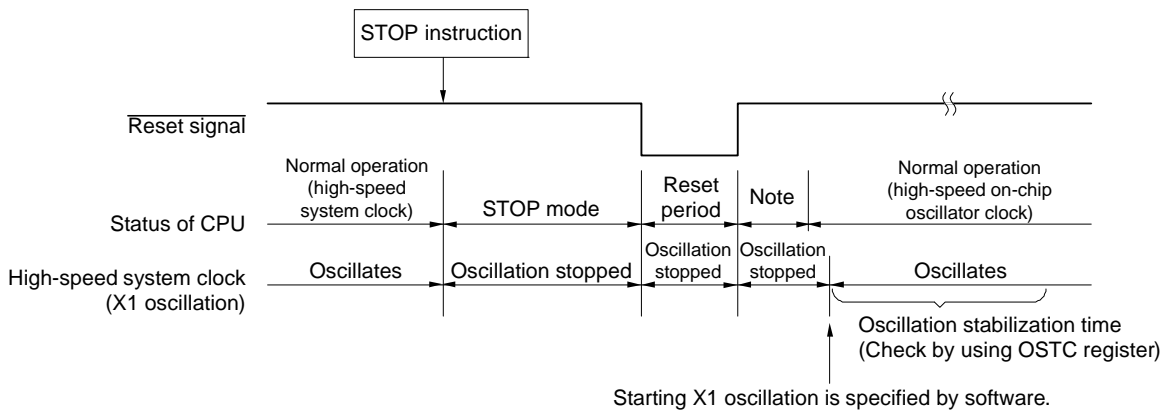 STOP instruction
Reset signal
Normal operation
(high-speed
system clock)
STOP mode
Reset
period
Note
Normal operation
(high-speed on-chip
oscillator clock)
Status of CPU
High-speed system clock
(X1 oscillation)
Oscillates
Oscillation stopped
Oscillation
stopped
Oscillation
stopped
Oscillates
Oscillation stabilization time
(Check by using OSTC register)
Starting X1 oscillation is specified by software.